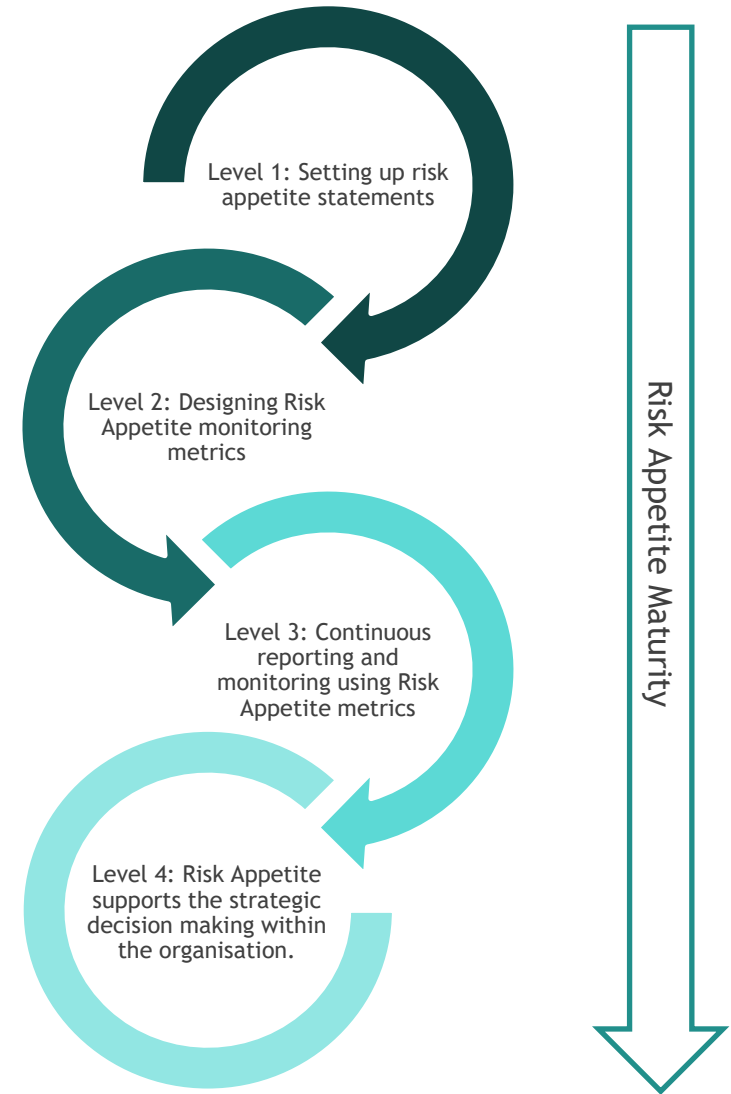 Level 1: Setting up risk
appetite statements
Level 2: Designing Risk
Appetite monitoring
metrics
Level 3: Continuous
reporting and
monitoring using Risk
Appetite metrics
Level 4: Risk Appetite
supports the strategic
decision making within
the organisation.
Risk Appetite Maturity